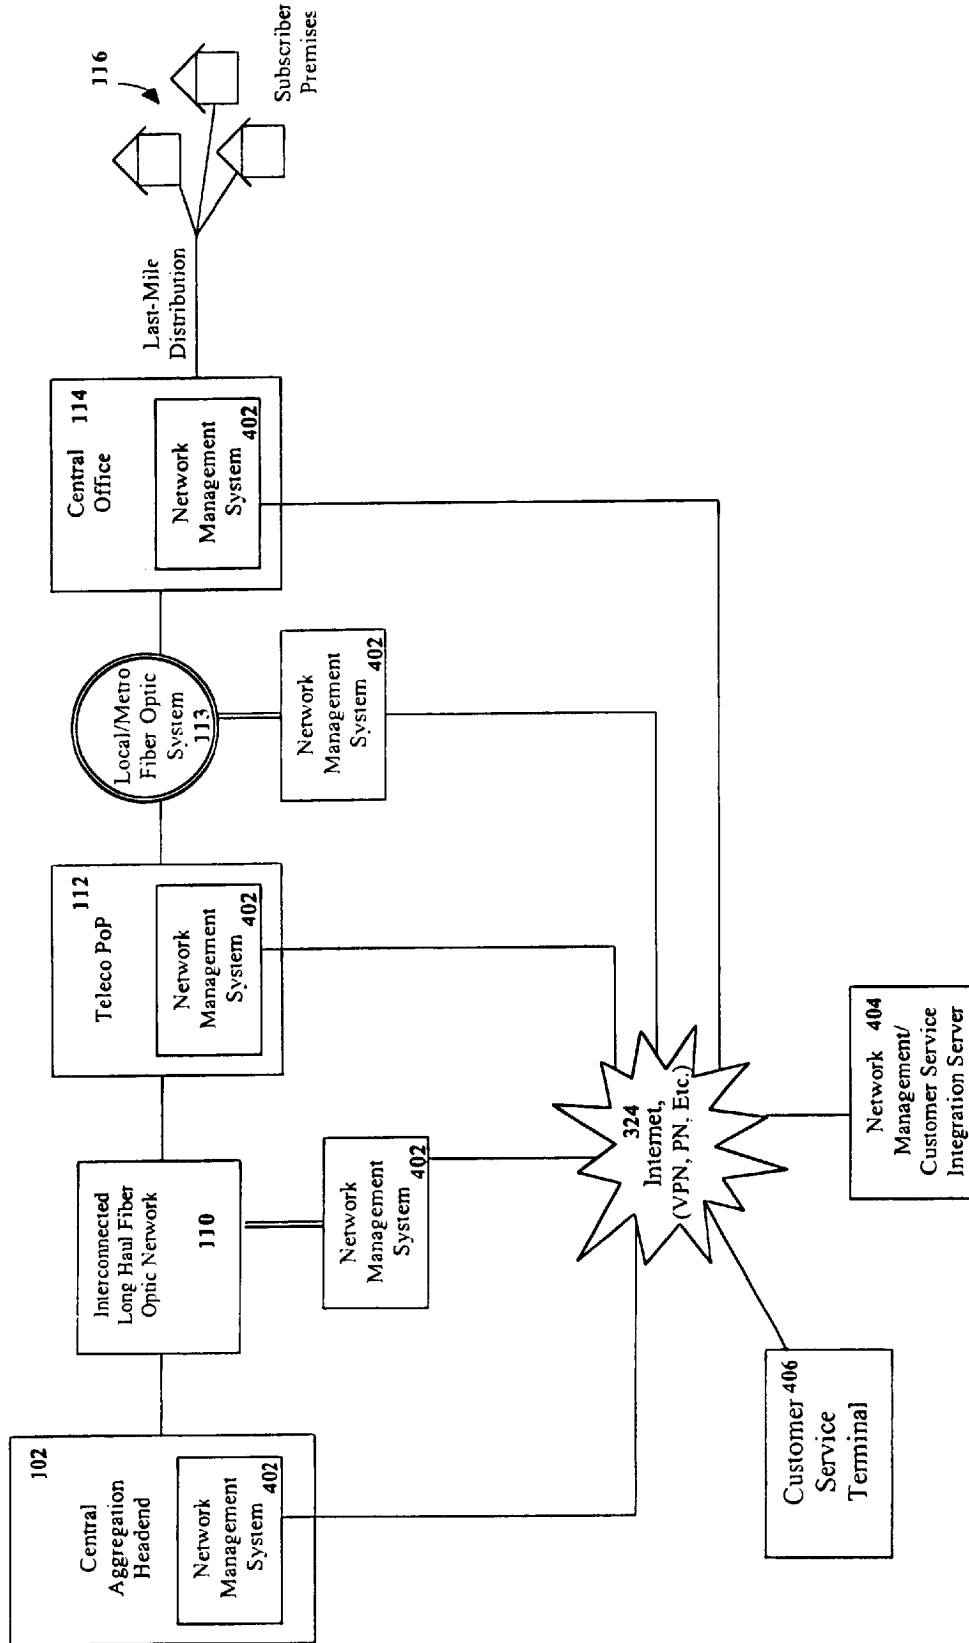 102
Central
Aggregation
Headend
Network
Management
System 402
Interconnected
Long Haul Fiber
Optic Network
110
Network
Management
System 402
112
Teleco PoP
Network
Management
System 402
Local/Metro
Fiber Optic
System
113
Network
Management
System 402
Central 114
Office
Network
Management
System 402
Last-Mile
Distribution
116
Subscriber
Premises
324
Internet,
(VPN, PN, Etc.)
Customer 406
Service
Terminal
Network 404
Management/
Customer Service
Integration Server